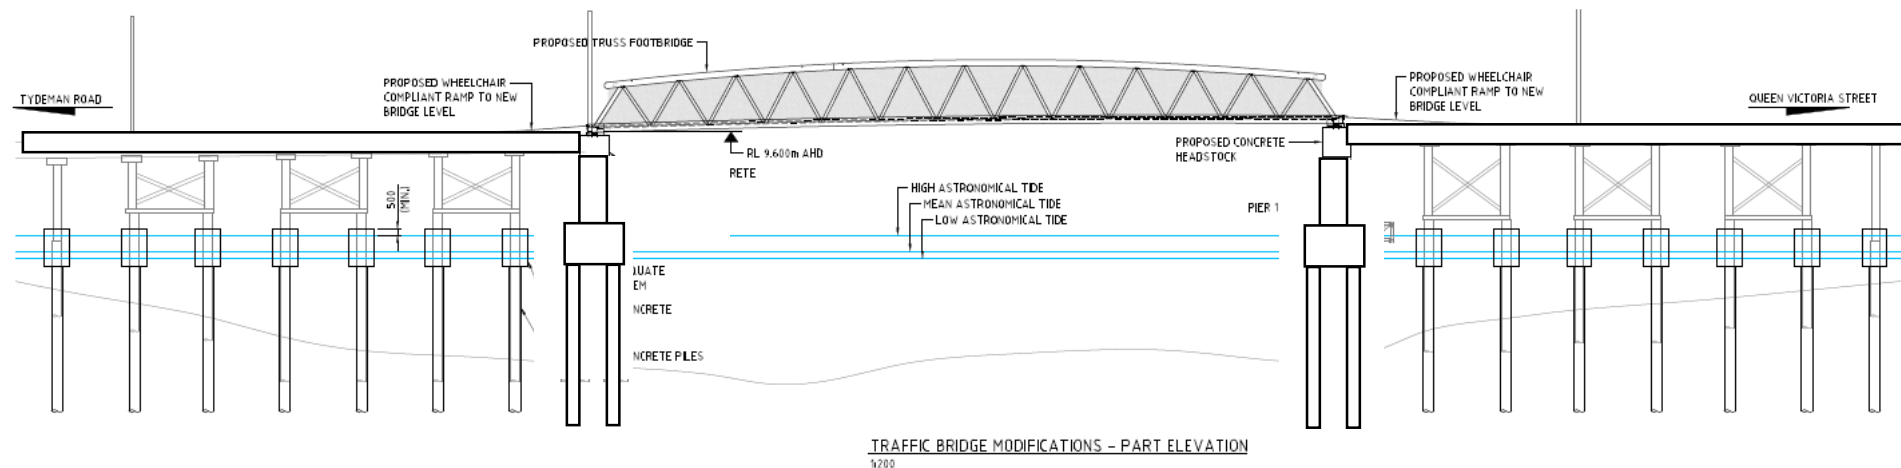 PROPOSED TRUSS FOOTBRIDGE
PROPOSED WHEELCHAIR
COMPLIANT RAMP TO NEW
BRIDGE LEVEL
TYDEMAN ROAD
PROPOSED WHEELCHAIR
COMPLIANT RAMP TO NEW
BRIDGE LEVEL
QUEEN VICTORIA STREET
RL 9.600m AHD
RETE
PROPOSED CONCRETE
HEADSTOCK
500
(MIN.)
HIGH ASTRONOMICAL TIDE
MEAN ASTRONOMICAL TIDE
LOW ASTRONOMICAL TIDE
PIER 1
UATE
EM
NCRETE
NCRETE PILES
TRAFFIC BRIDGE MODIFICATIONS - PART ELEVATION
1:200